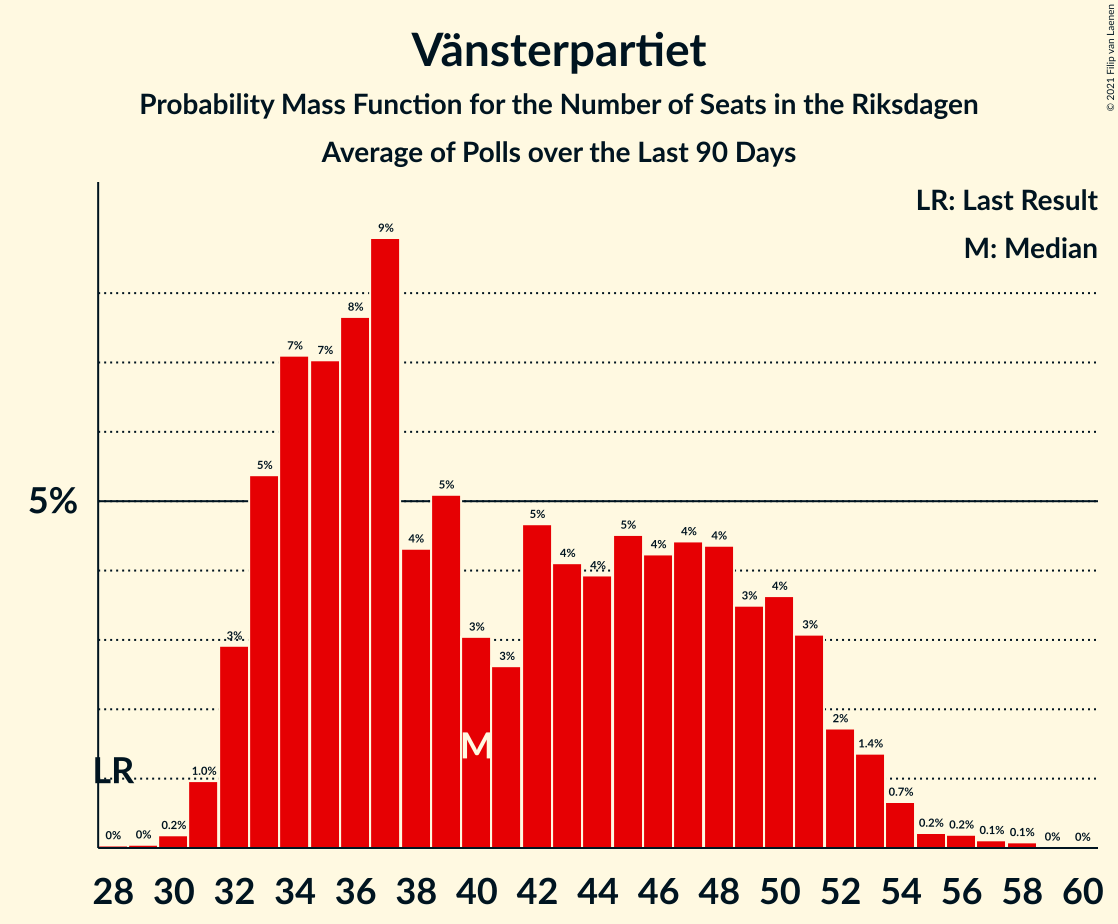 © 2021 Filip van Laenen
Vänsterpartiet
Probability Mass Function for the Number of Seats in the Riksdagen
Average of Polls over the Last 90 Days
LR: Last Result
M: Median
5%
0% 0% 0.2% 1.0% 3% 5% 7% 7% 8% 9% 4% 5% 3% 3% 5% 4% 4% 5% 4% 4% 4% 3% 4% 3% 2% 1.4% 0.7% 0.2% 0.2% 0.1% 0.1% 0% 0%
LR
M
28 30 32 34 36 38 40 42 44 46 48 50 52 54 56 58 60